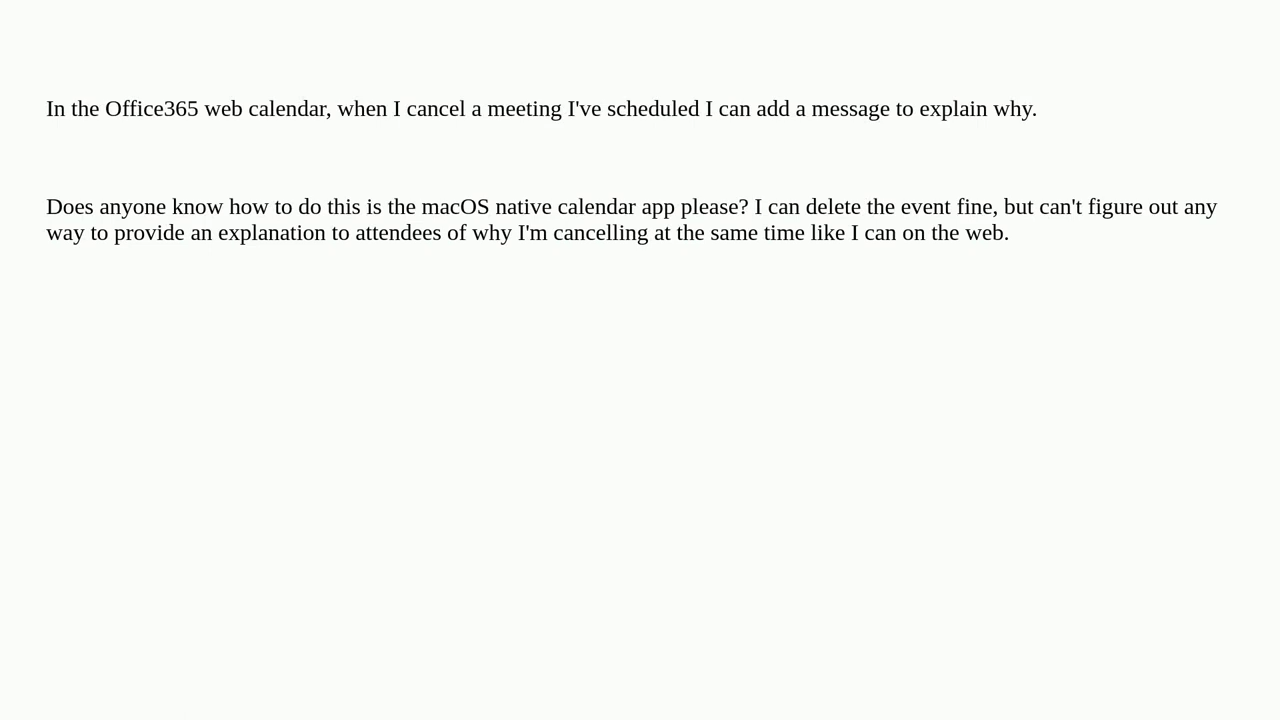 In the Office365 web calendar, when I cancel a meeting I've scheduled I can add a message to explain why.
Does anyone know how to do this is the macOS native calendar app please? I can delete the event fine, but can't figure out any
way to provide an explanation to attendees of why I'm cancelling at the same time like I can on the web.